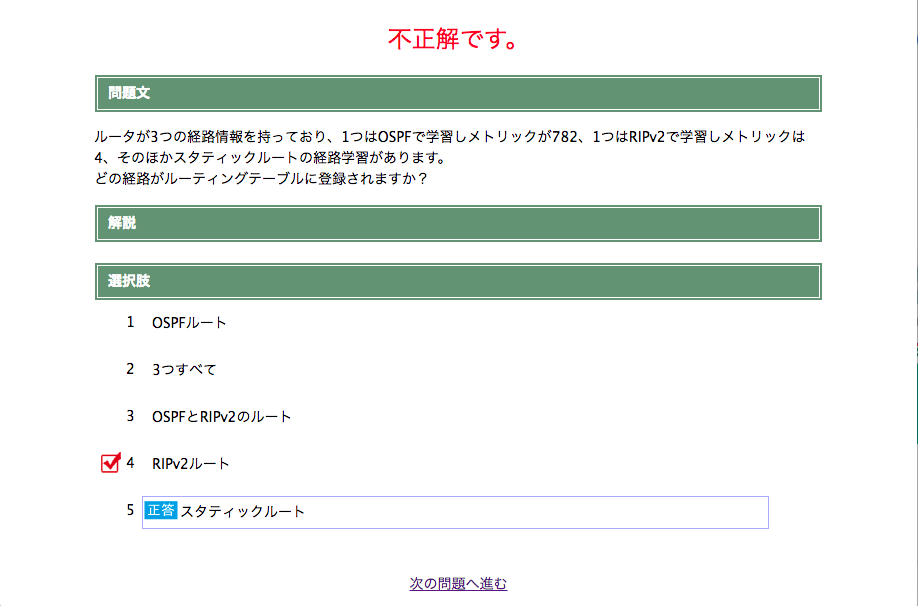 不正解です。
問題文
ルータが3つの経路情報を持っており、1つはOSPFで学習しメトリックが782、1つはRIPv2で学習しメトリックは
4、そのほかスタティックルートの経路学習があります。
どの経路がルーティングテーブルに登録されますか？
解説
選択肢
1 OSPFルート
2 3つすべて
3 OSPFとRIPv2のルート
4 RIPv2ルート
5 正答 スタティックルート
次の問題へ進む